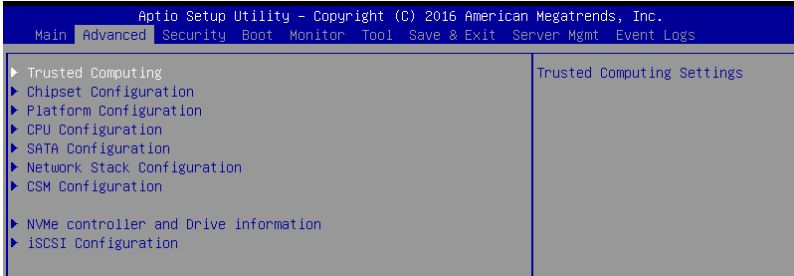 Aptio Setup Utility – Copyright (C) 2016 American Megatrends, Inc.
Main Advanced Security Boot Monitor Tool Save & Exit Server Mgmt Event Logs
Trusted Computing
Chipset Configuration
Platform Configuration
CPU Configuration
SATA Configuration
Network Stack Configuration
CSM Configuration
NVMe controller and Drive information
iSCSI Configuration
Trusted Computing Settings